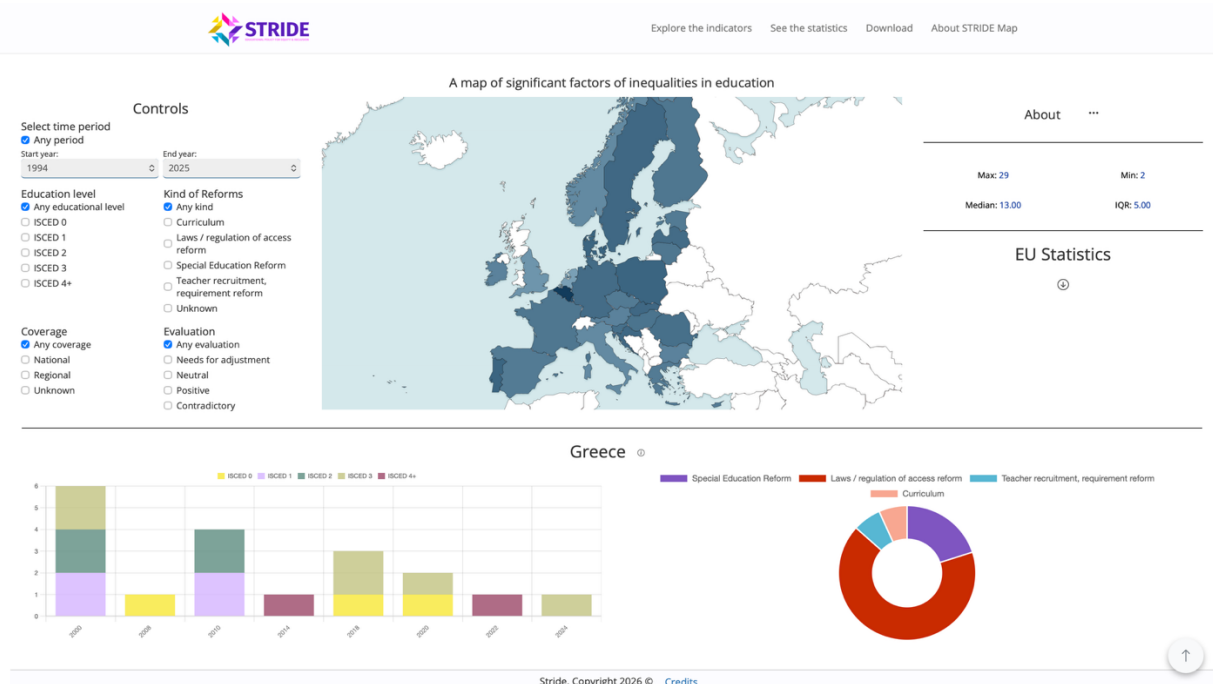 STRIDE
Explore the indicators See the statistics Download About STRIDE Map
A map of significant factors of inequalities in education
Controls
Select time period
Any period
Start year: End year:
1994 2025
Education level Kind of Reforms
Any educational level Any kind
ISCED 0 Curriculum
ISCED 1 Laws / regulation of access
reform
ISCED 2
ISCED 3 Special Education Reform
ISCED 4+ Teacher recruitment,
requirement reform
Unknown
Coverage Evaluation
Any coverage Any evaluation
National Needs for adjustment
Regional Neutral
Unknown Positive
Contradictory
About ...
Max: 29 Min: 2
Median: 13.00 IQR: 5.00
EU Statistics
Greece
ISCED 0 ISCED 1 ISCED 2 ISCED 3 ISCED 4+
6
5
4
3
2
1
0
2000 2008 2010 2014 2018 2020 2022 2024
Special Education Reform Laws / regulation of access reform Teacher recruitment, requirement reform
Curriculum
Stride. Copyright 2026 © Credits